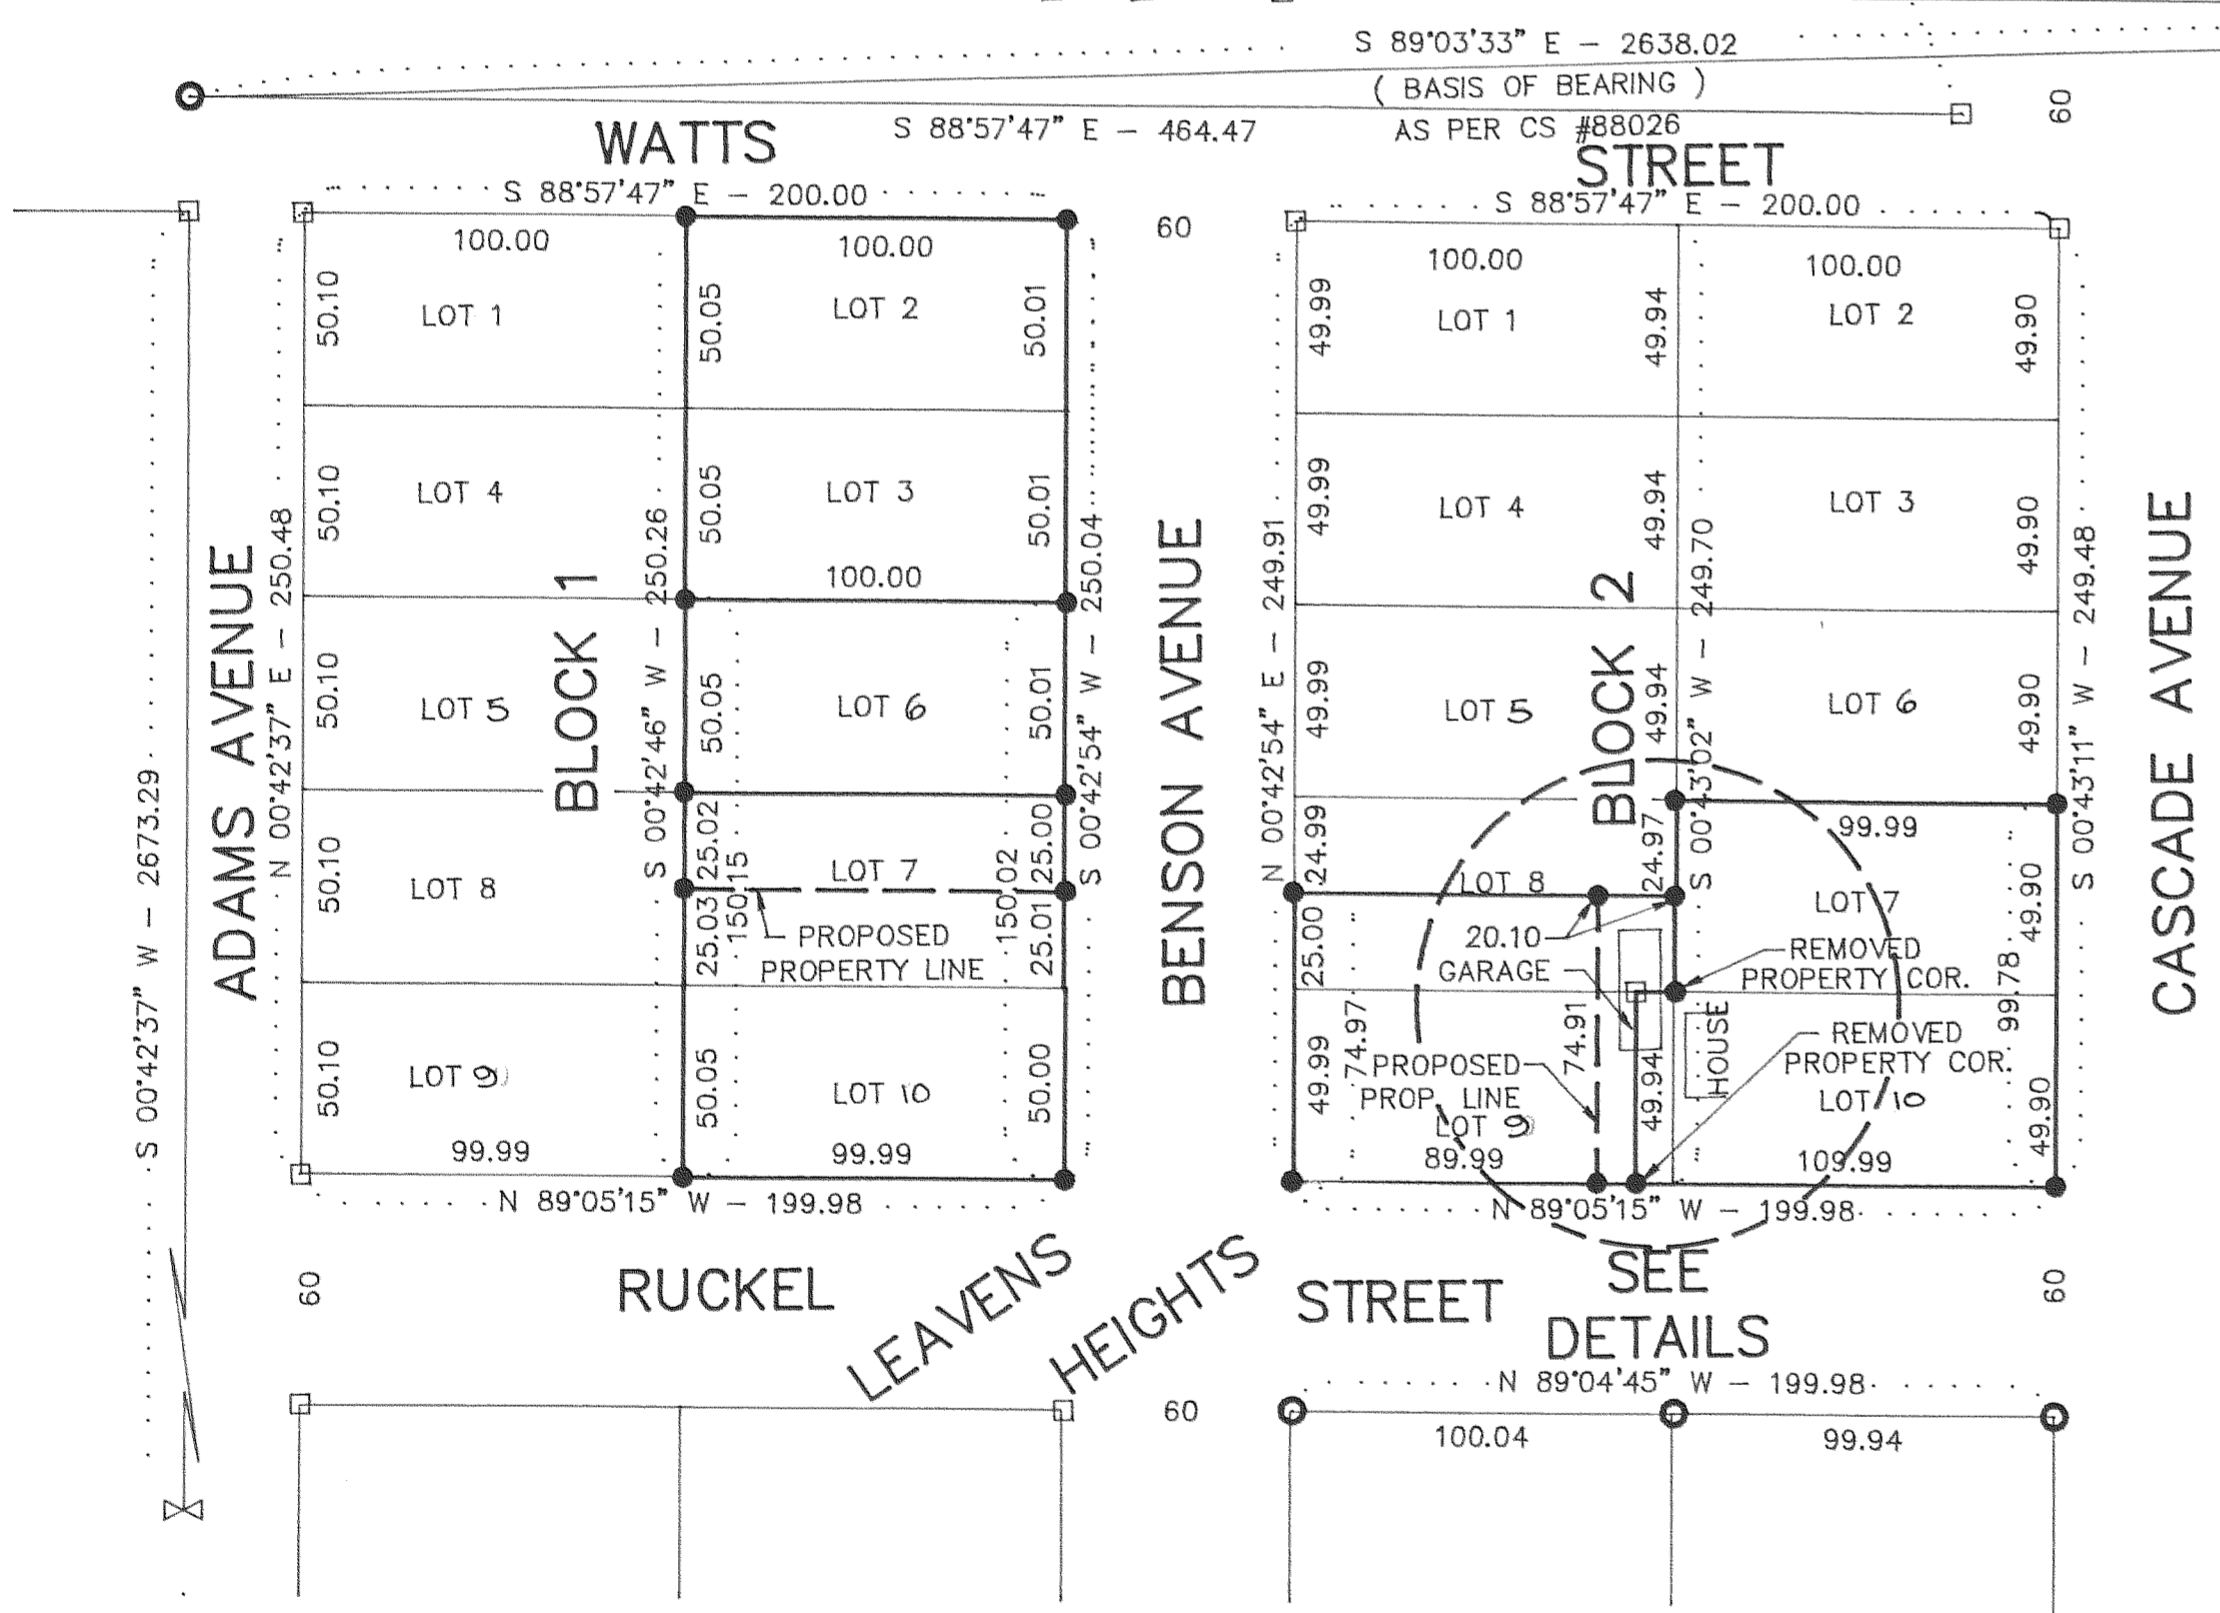 S 89°03'33" E – 2638.02
( BASIS OF BEARING )
S 88°57'47" E – 464.47
AS PER CS #88026
60
WATTS
STREET
S 88°57'47" E – 200.00
S 88°57'47" E – 200.00
60
100.00
100.00
100.00
100.00
50.10
LOT 1
50.05
LOT 2
50.01
49.99
LOT 1
49.94
LOT 2
49.90
50.10
LOT 4
50.05
LOT 3
50.01
49.99
LOT 4
49.94
LOT 3
49.90
100.00
S 00°42'37" W – 2673.29
ADAMS AVENUE
N 00°42'37" E – 250.48
BLOCK 1
S 00°42'46" W – 250.26
S 00°42'54" W – 250.04
BENSON AVENUE
N 00°42'54" E – 249.91
BLOCK 2
S 00°43'02" W – 249.70
S 00°43'11" W – 249.48
CASCADE AVENUE
50.10
LOT 5
50.05
LOT 6
50.01
49.99
LOT 5
49.94
LOT 6
49.90
50.10
LOT 8
25.02
150.15
LOT 7
150.02
25.00
24.99
LOT 8
24.97
99.99
LOT 7
49.90
25.03
PROPOSED
PROPERTY LINE
25.01
25.00
20.10
GARAGE
REMOVED
PROPERTY COR.
99.78
50.10
LOT 9
99.99
50.05
LOT 10
99.99
50.00
49.99
74.97
PROPOSED
PROP. LINE
LOT 9
89.99
74.91
49.94
HOUSE
REMOVED
PROPERTY COR.
LOT 10
109.99
49.90
N 89°05'15" W – 199.98
N 89°05'15" W – 199.98
60
RUCKEL
LEAVENS
HEIGHTS
STREET
SEE
DETAILS
60
N 89°04'45" W – 199.98
60
100.04
99.94